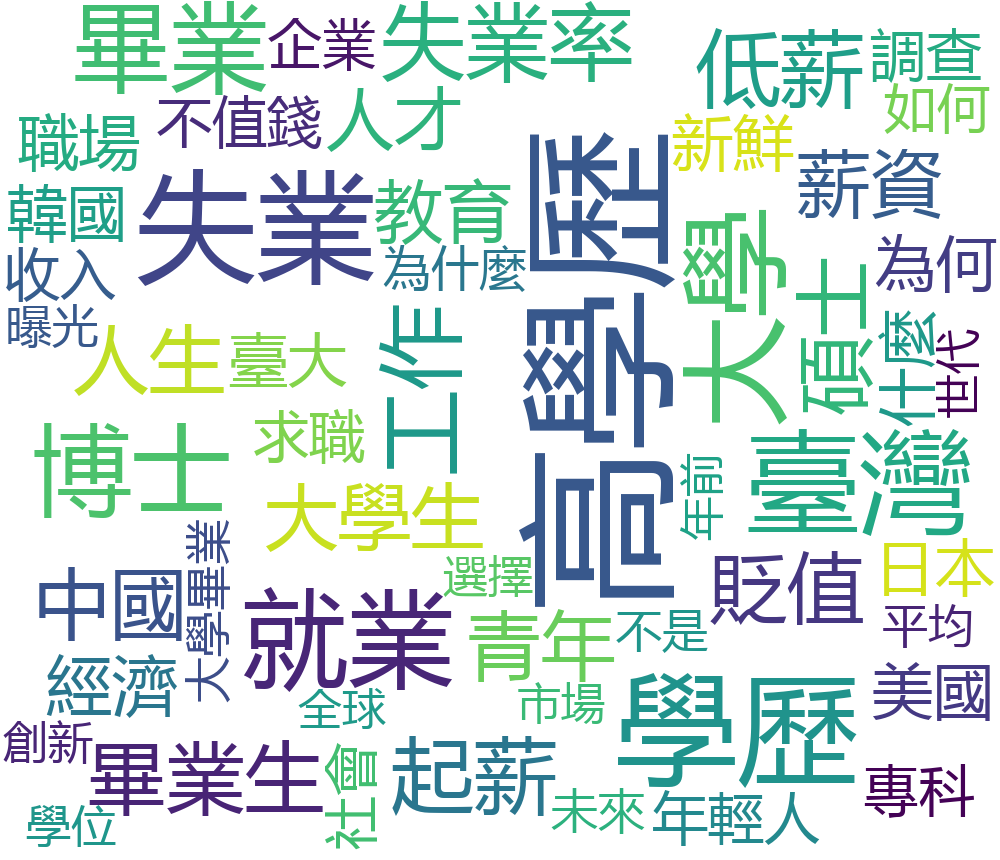 畢業
企業
失業率
低薪
調查
如何
不值錢
人才
職場
新鮮
高學歷
薪資
失業
教育
韓國
大學
為何
收入
為什麼
碩士
曝光
人生
臺大
工作
什麼
世代
求職
博士
臺灣
年前
大學生
大學畢業
日本
選擇
貶值
中國
就業
青年
不是
平均
經濟
美國
全球
市場
學歷
創新
畢業生
社會
起薪
專科
未來
年輕人
學位